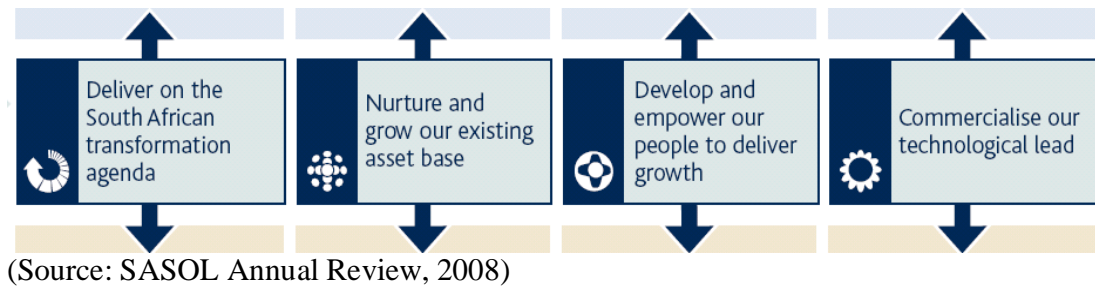 Deliver on the
South African
transformation
agenda
Nurture and
grow our existing
asset base
Develop and
empower our
people to deliver
growth
Commercialise our
technological lead
(Source: SASOL Annual Review, 2008)